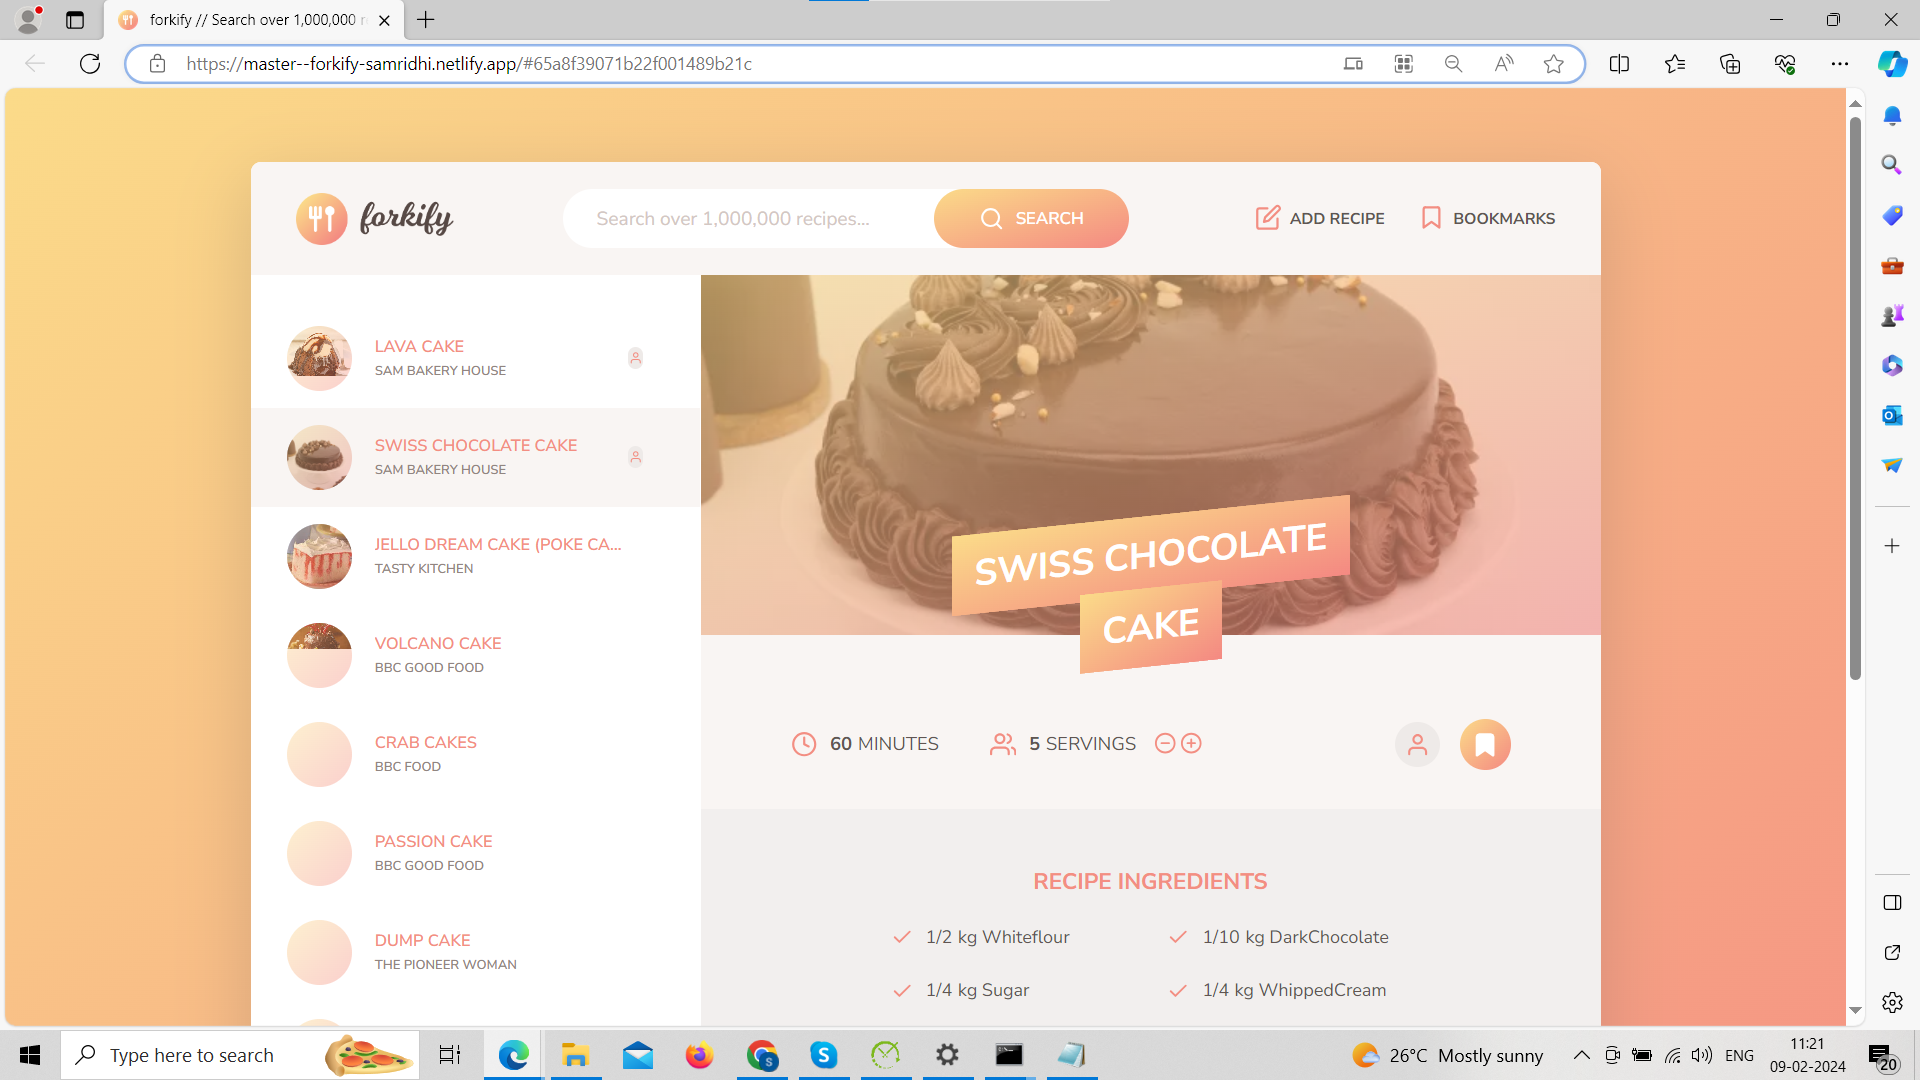 forkify // Search over 1,000,000
https://master--forkify-samridhi.netlify.app/#65a8f39071b22f001489b21c
forkify
Search over 1,000,000 recipes...
SEARCH
ADD RECIPE
BOOKMARKS
LAVA CAKE
SAM BAKERY HOUSE
SWISS CHOCOLATE CAKE
SAM BAKERY HOUSE
JELLO DREAM CAKE (POKE CA...
TASTY KITCHEN
VOLCANO CAKE
BBC GOOD FOOD
CRAB CAKES
BBC FOOD
PASSION CAKE
BBC GOOD FOOD
DUMP CAKE
THE PIONEER WOMAN
SWISS CHOCOLATE
CAKE
60 MINUTES
5 SERVINGS
RECIPE INGREDIENTS
1/2 kg Whiteflour
1/10 kg DarkChocolate
1/4 kg Sugar
1/4 kg WhippedCream
Type here to search
26°C Mostly sunny
ENG
11:21
09-02-2024
20